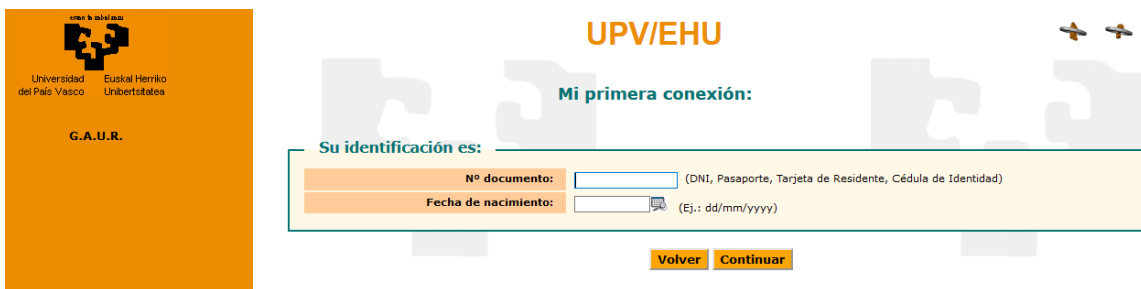 eman ta zabal zazu
Universidad Euskal Herriko
del País Vasco Unibertsitatea
G.A.U.R.
UPV/EHU
Mi primera conexión:
Su identificación es:
Nº documento: (DNI, Pasaporte, Tarjeta de Residente, Cédula de Identidad)
Fecha de nacimiento: (Ej.: dd/mm/yyyy)
Volver Continuar